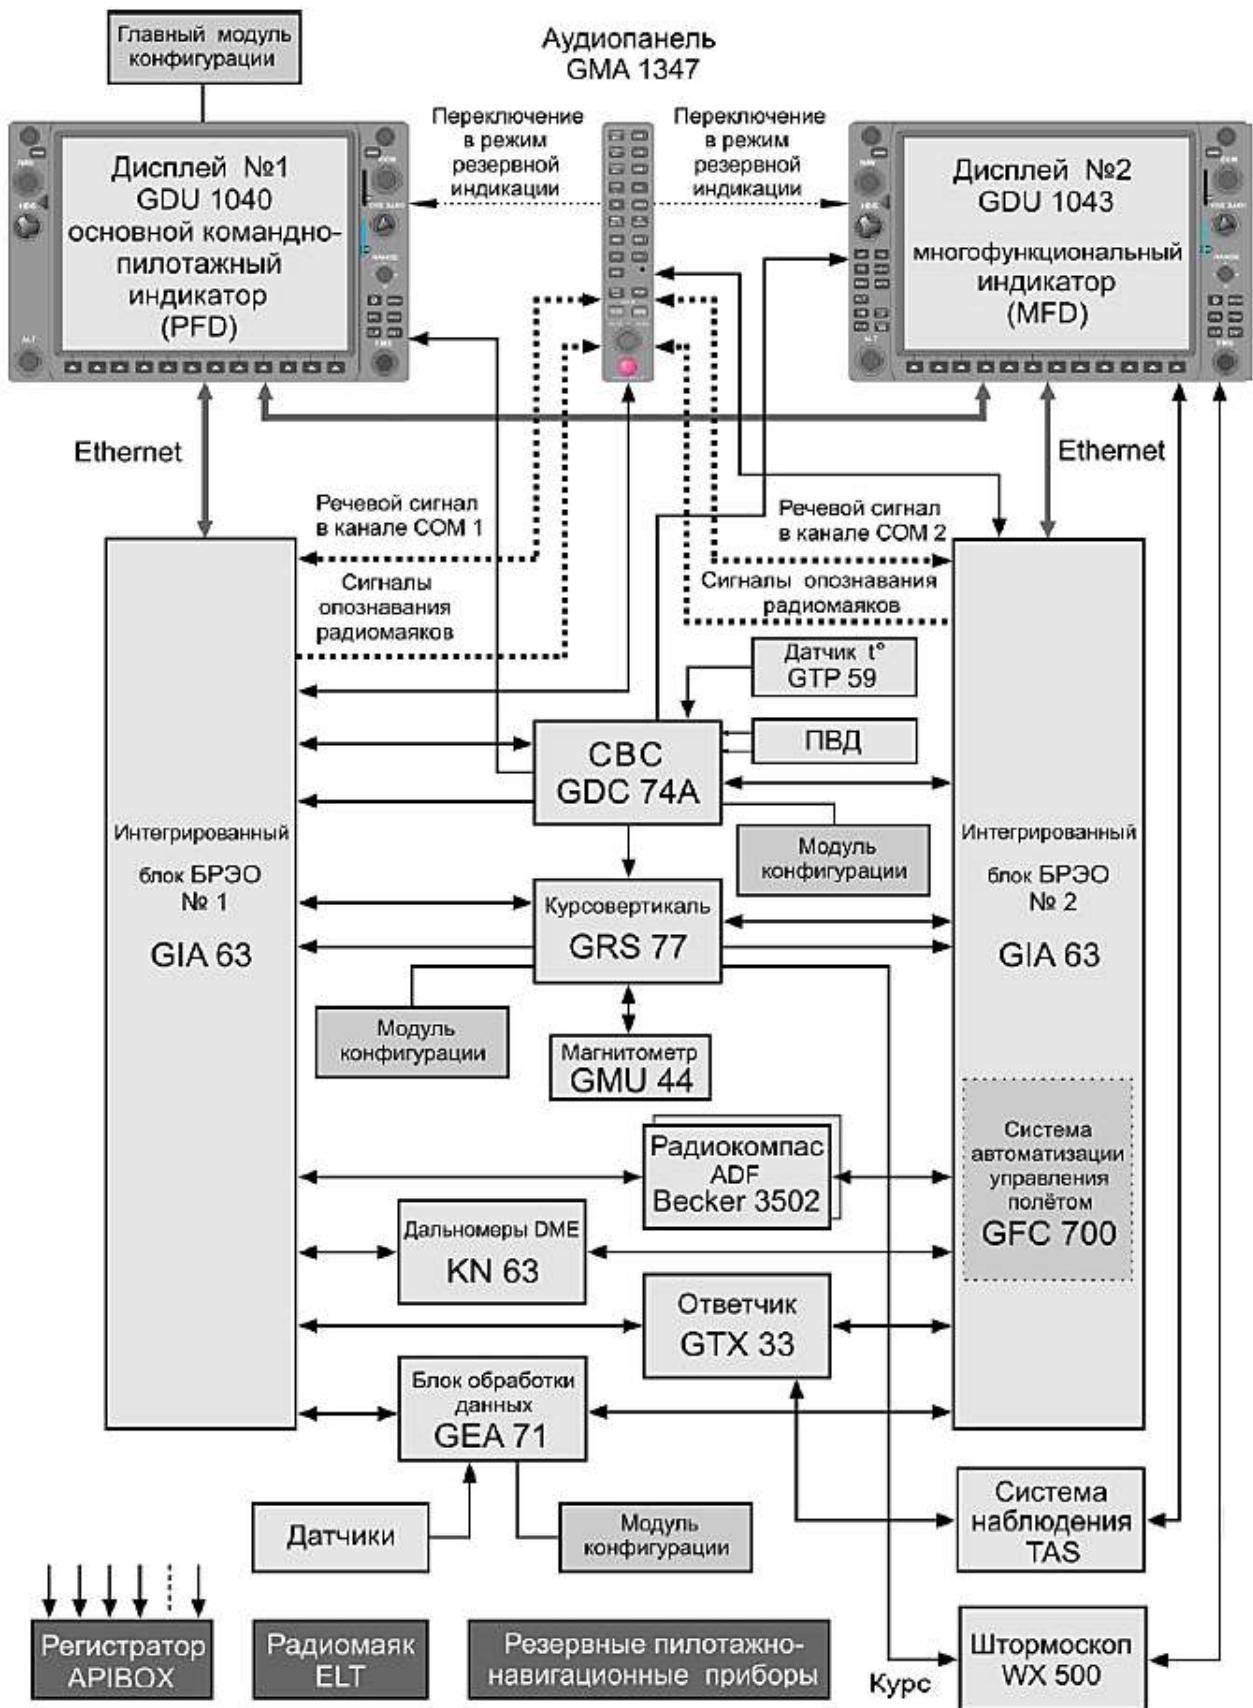 Главный модуль
конфигурации
Аудиопанель
GMA 1347
Переключение
в режим
резервной
индикации
Переключение
в режим
резервной
индикации
Дисплей №1
GDU 1040
основной командно-
пилотажный
индикатор
(PFD)
Дисплей №2
GDU 1043
многофункциональный
индикатор
(MFD)
Ethernet
Ethernet
Речевой сигнал
в канале COM 1
Речевой сигнал
в канале COM 2
Сигналы
опознавания
радиомаяков
Сигналы опознавания
радиомаяков
Датчик t°
GTP 59
ПВД
СВС
GDC 74A
Модуль
конфигурации
Интегрированный
блок БРЭО
№ 1
GIA 63
Интегрированный
блок БРЭО
№ 2
GIA 63
Курсовертикаль
GRS 77
Модуль
конфигурации
Магнитометр
GMU 44
Радиокомпас
ADF
Becker 3502
Система
автоматизации
управления
полётом
GFC 700
Дальномеры DME
KN 63
Ответчик
GTX 33
Блок обработки
данных
GEA 71
Датчики
Модуль
конфигурации
Система
наблюдения
TAS
Регистратор
APIBOX
Радиомаяк
ELT
Резервные пилотажно-
навигационные приборы
Курс
Штормоскоп
WX 500